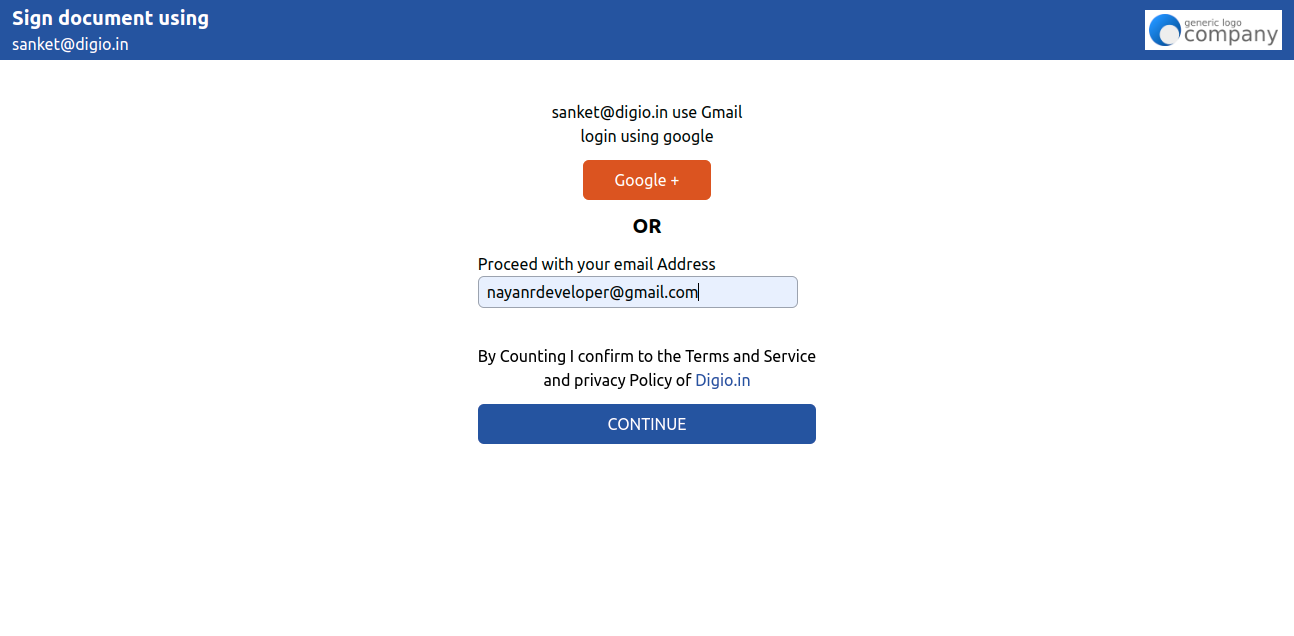 Sign document using
sanket@digio.in
generic logo
company
sanket@digio.in use Gmail
login using google
Google +
OR
Proceed with your email Address
nayanrdeveloper@gmail.com
By Counting I confirm to the Terms and Service
and privacy Policy of Digio.in
CONTINUE